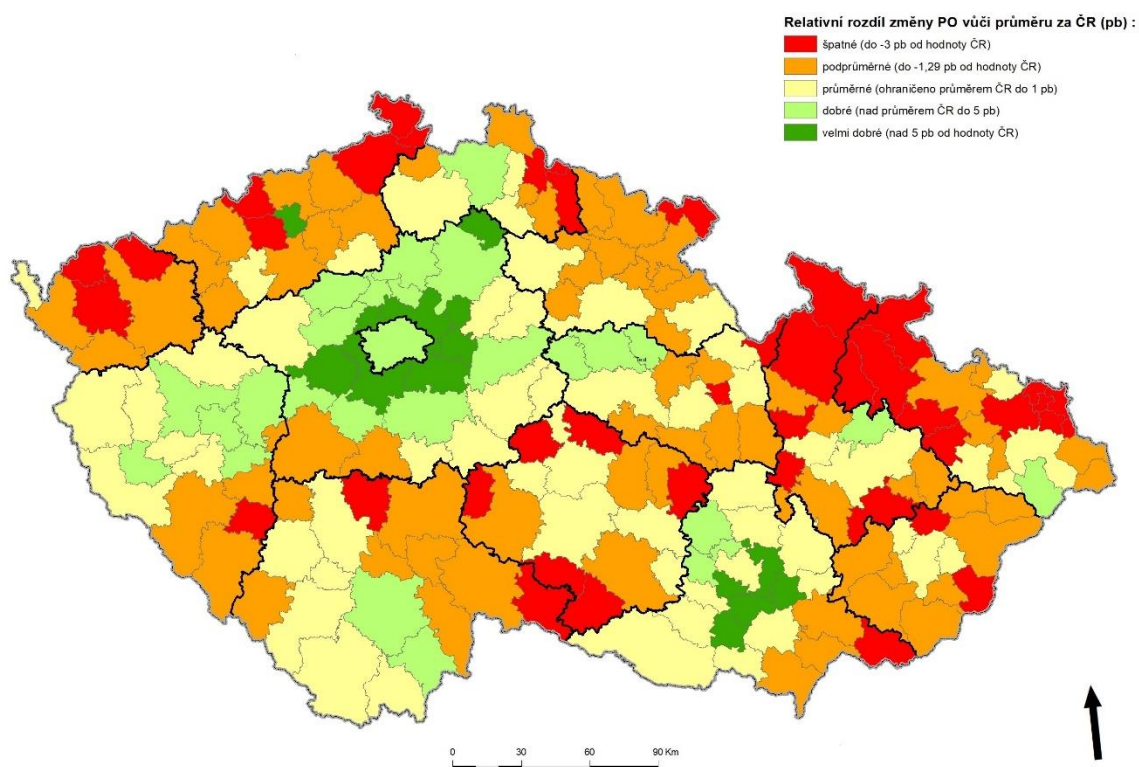 Relativní rozdíl změny PO vůči průměru za ČR (pb) :
špatné (do -3 pb od hodnoty ČR)
podprůměrné (do -1,29 pb od hodnoty ČR)
průměrné (ohraničeno průměrem ČR do 1 pb)
dobré (nad průměrem ČR do 5 pb)
velmi dobré (nad 5 pb od hodnoty ČR)
0 30 60 90 Km